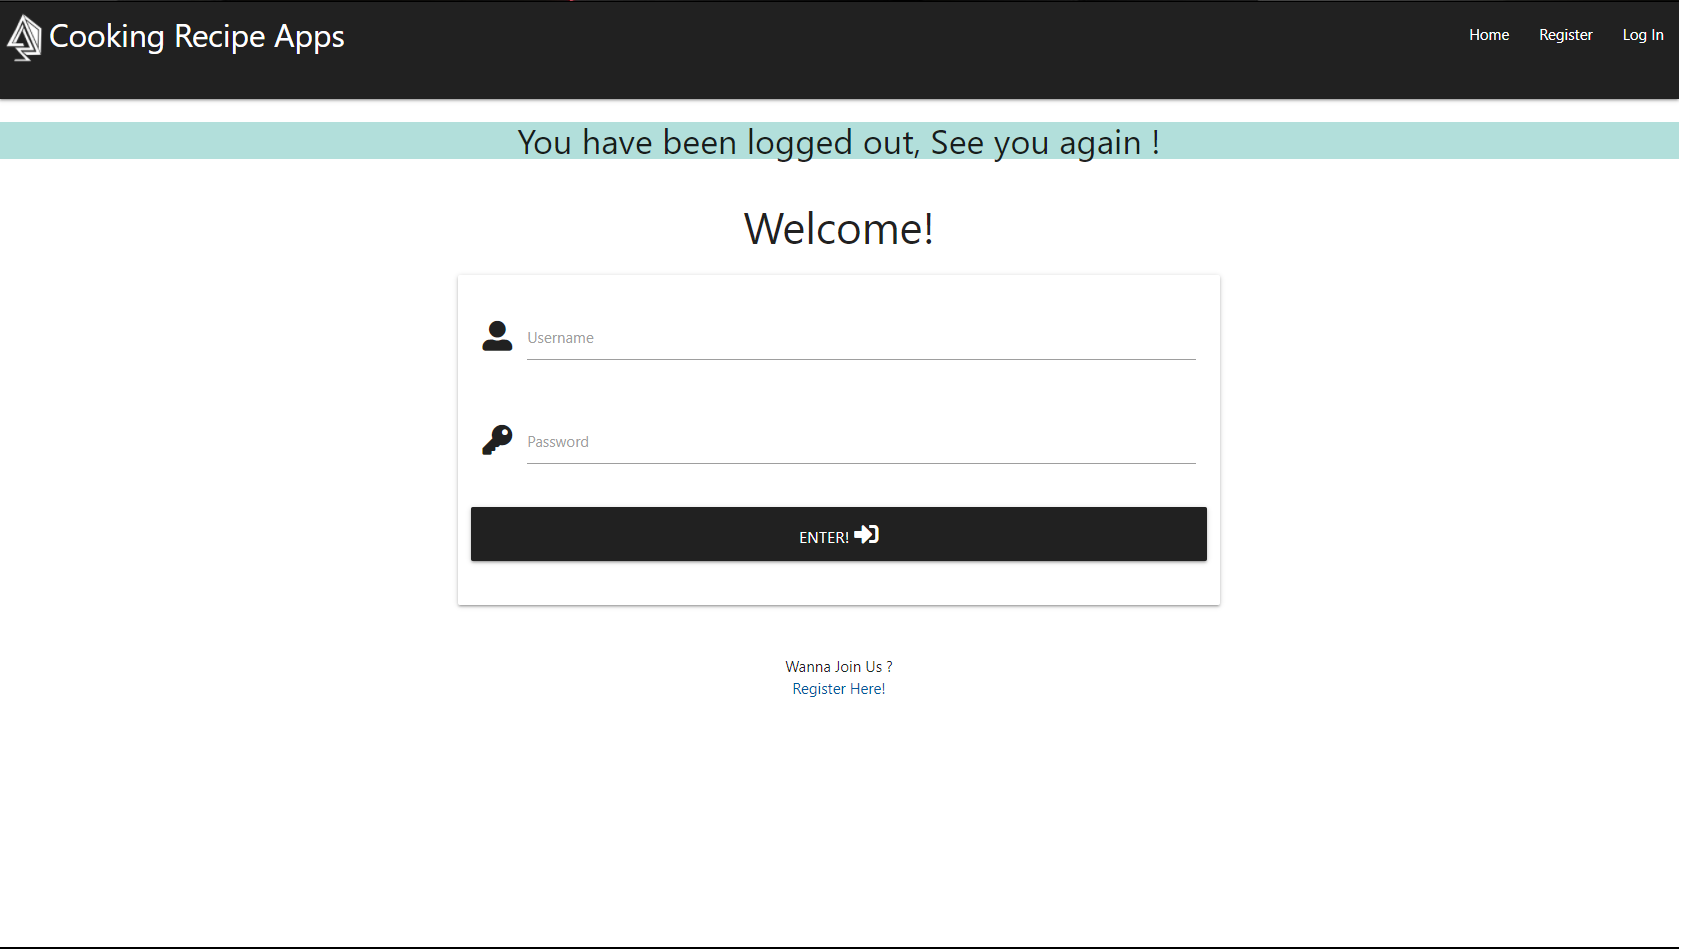 Cooking Recipe Apps
Home Register Log In
You have been logged out, See you again !
Welcome!
Username
Password
ENTER!
Wanna Join Us ?
Register Here!